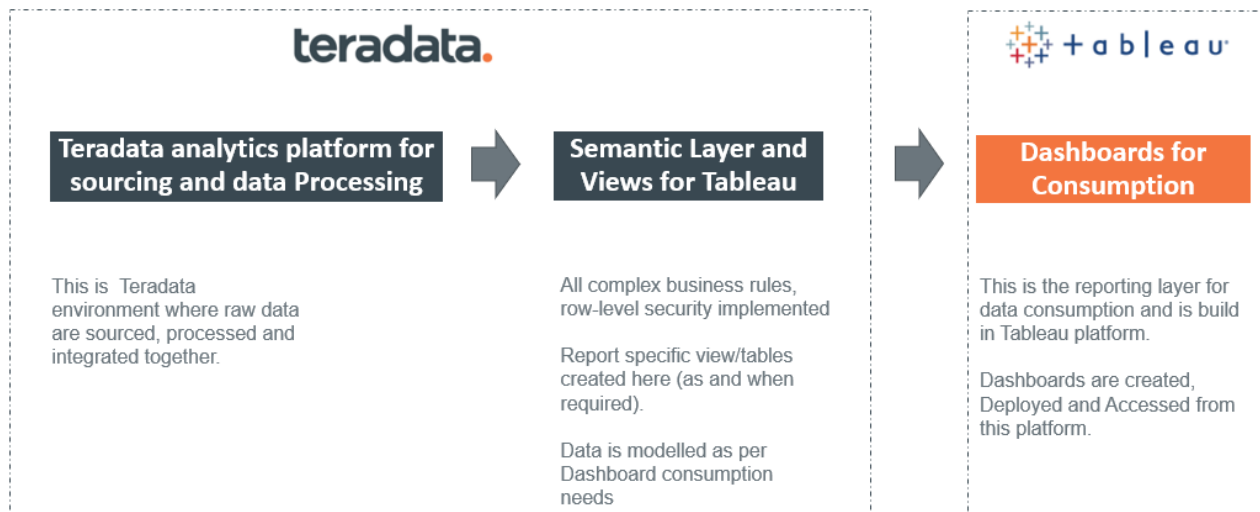 teradata.
+ableau
Teradata analytics platform for
sourcing and data Processing
Semantic Layer and
Views for Tableau
Dashboards for
Consumption
This is  Teradata
environment where raw data
are sourced, processed and
integrated together.
All complex business rules,
row-level security implemented
Report specific view/tables
created here (as and when
required).
Data is modelled as per
Dashboard consumption
needs
This is the reporting layer for
data consumption and is build
in Tableau platform.
Dashboards are created,
Deployed and Accessed from
this platform.